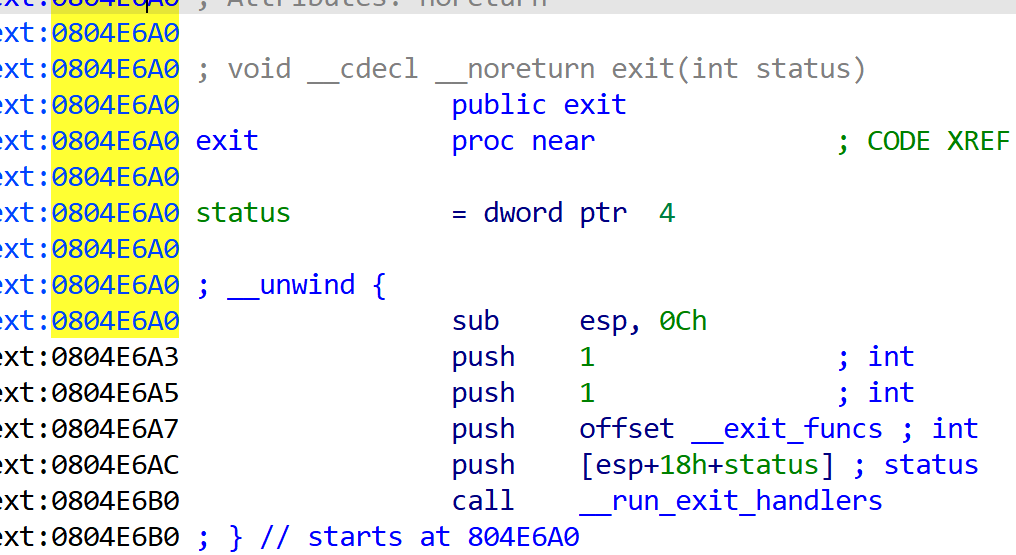 ext:0804E6A0 ; Attributes: noreturn
ext:0804E6A0
ext:0804E6A0 ; void __cdecl __noreturn exit(int status)
ext:0804E6A0 public exit
ext:0804E6A0 exit proc near ; CODE XREF
ext:0804E6A0
ext:0804E6A0 status = dword ptr 4
ext:0804E6A0
ext:0804E6A0 ; __unwind {
ext:0804E6A0 sub esp, 0Ch
ext:0804E6A3 push 1 ; int
ext:0804E6A5 push 1 ; int
ext:0804E6A7 push offset __exit_funcs ; int
ext:0804E6AC push [esp+18h+status] ; status
ext:0804E6B0 call __run_exit_handlers
ext:0804E6B0 ; } // starts at 804E6A0